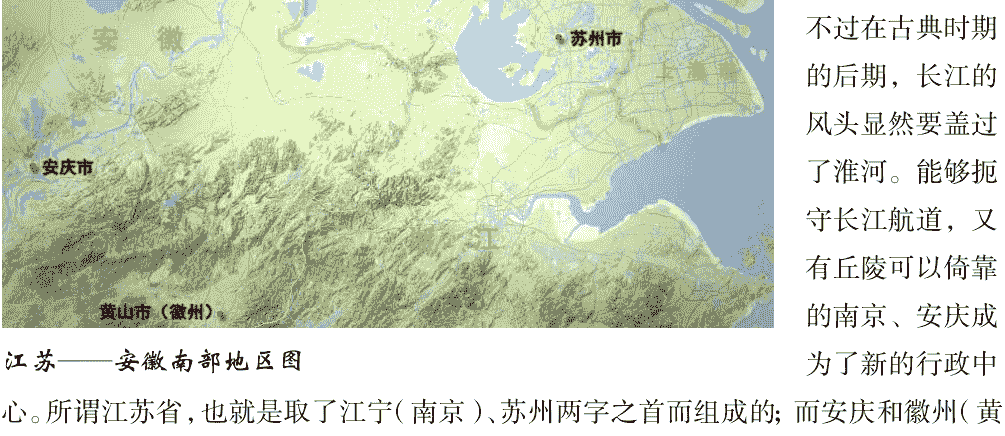 安徽
苏州市
上海市
安庆市
江
黄山市（徽州）
江苏——安徽南部地区图
不过在古典时期
的后期，长江的
风头显然要盖过
了淮河。能够扼
守长江航道，又
有丘陵可以倚靠
的南京、安庆成
为了新的行政中
心。所谓江苏省，也就是取了江宁（南京）、苏州两字之首而组成的；而安庆和徽州（黄